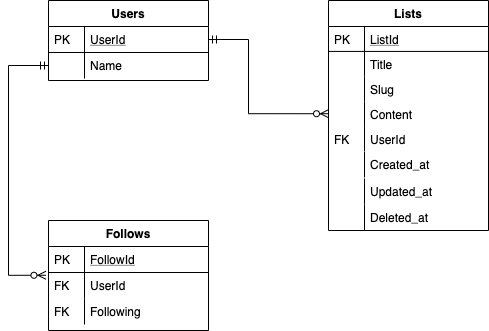 Users
PK UserId
Name
Lists
PK ListId
Title
Slug
Content
FK UserId
Created_at
Updated_at
Deleted_at
Follows
PK FollowId
FK UserId
FK Following